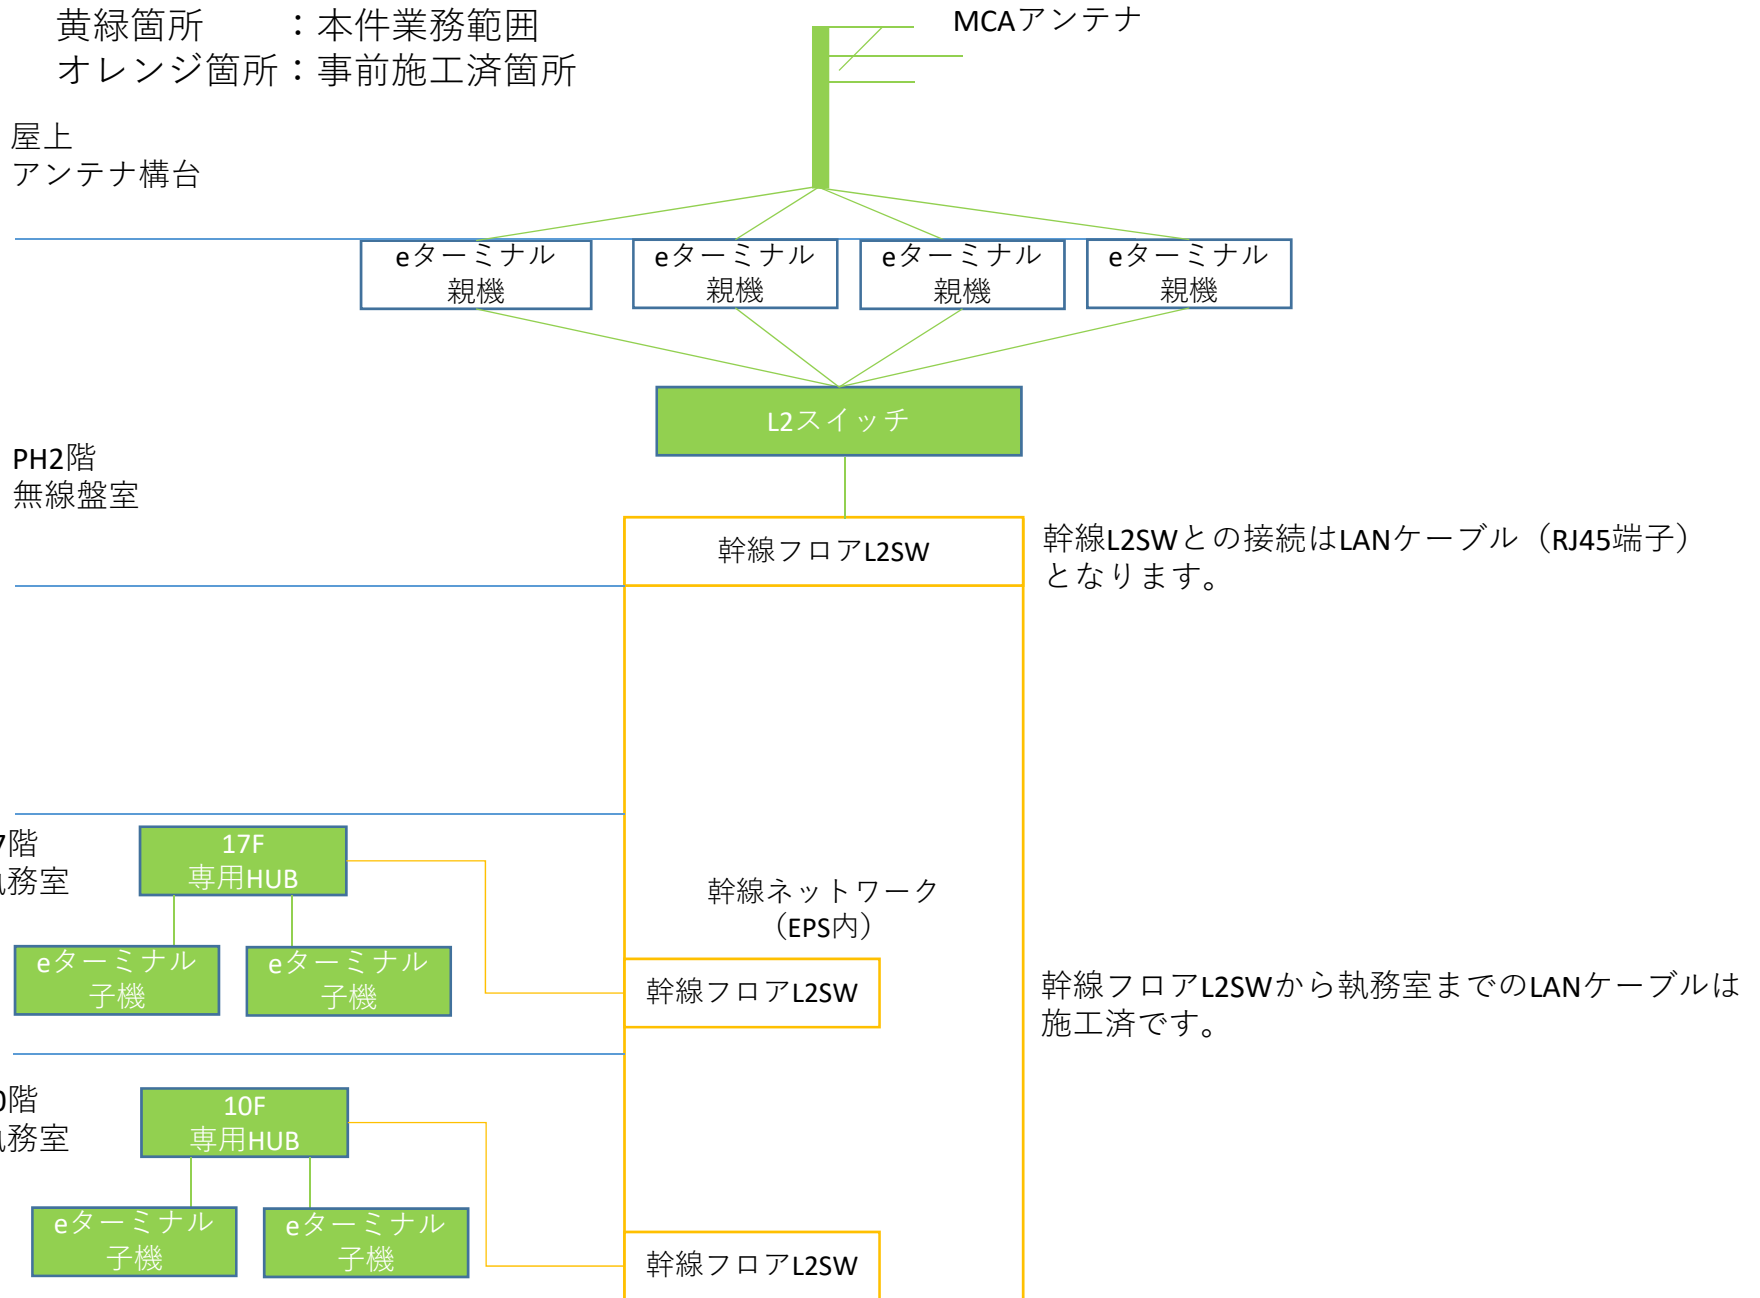 黄緑箇所　　：本件業務範囲
オレンジ箇所：事前施工済箇所
MCAアンテナ
屋上
アンテナ構台
eターミナル
親機
eターミナル
親機
eターミナル
親機
eターミナル
親機
L2スイッチ
PH2階
無線盤室
幹線フロアL2SW
幹線L2SWとの接続はLANケーブル（RJ45端子）
となります。
7階
務室
17F
専用HUB
eターミナル
子機
eターミナル
子機
幹線ネットワーク
（EPS内）
幹線フロアL2SW
幹線フロアL2SWから執務室までのLANケーブルは
施工済です。
階
務室
10F
専用HUB
eターミナル
子機
eターミナル
子機
幹線フロアL2SW